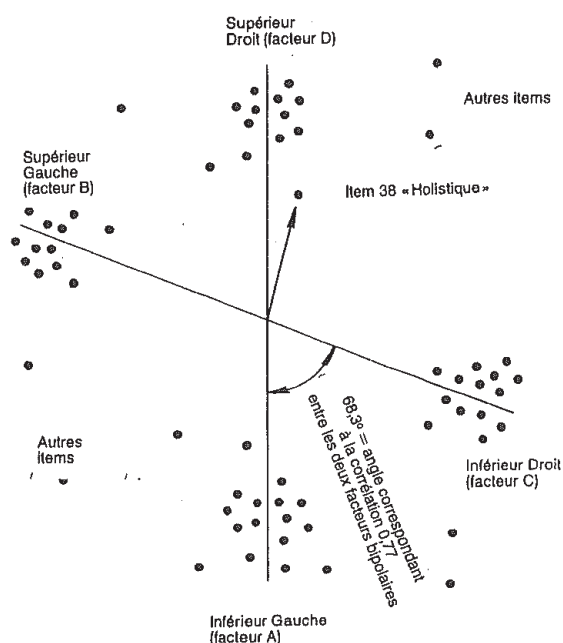 Supérieur
Droit (facteur D)
Autres items
Supérieur
Gauche
(facteur B)
Item 38 «Holistique»
68,3° = angle correspondant
à la corrélation 0,77
entre les deux facteurs bipolaires
Autres
items
Inférieur Droit
(facteur C)
Inférieur Gauche
(facteur A)